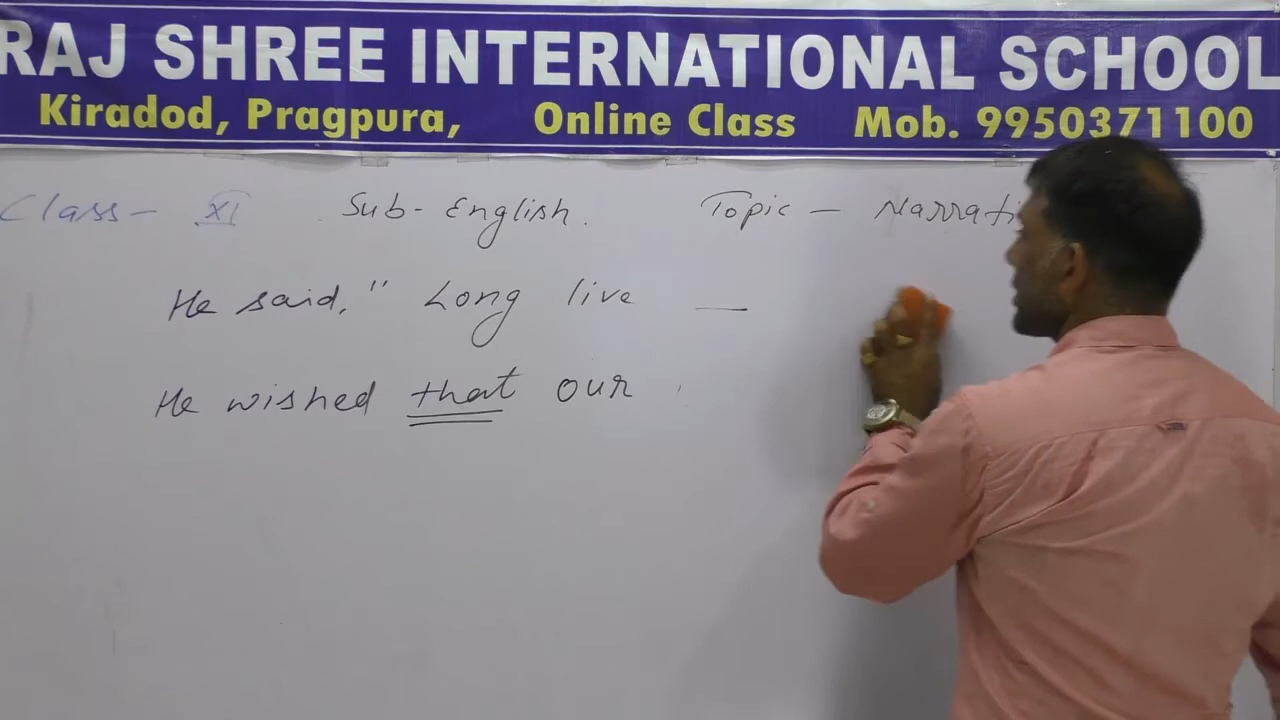 RAJ SHREE INTERNATIONAL SCHOOL
Kiradod, Pragpura, Online Class Mob. 9950371100
Class - XI Sub- English. Topic - Narrati
He said, " Long live —
He wished that our